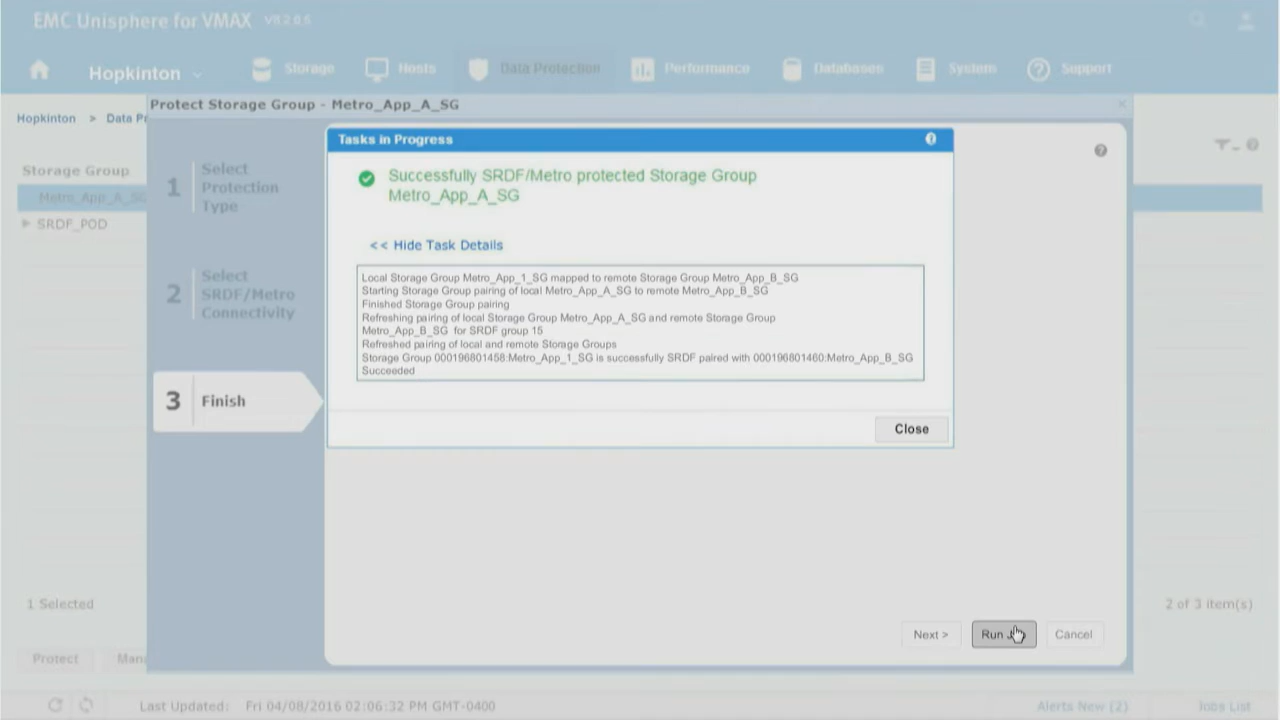 EMC Unisphere for VMAX V8.2.0.5
Hopkinton
Storage
Hosts
Data Protection
Performance
Databases
System
Support
Hopkinton > Data Pr
Protect Storage Group - Metro_App_A_SG
Storage Group
Metro_App_A_SG
SRDF_POD
1 Select
Protection
Type
2 Select
SRDF/Metro
Connectivity
3 Finish
Tasks in Progress
Successfully SRDF/Metro protected Storage Group
Metro_App_A_SG
<< Hide Task Details
Local Storage Group Metro_App_1_SG mapped to remote Storage Group Metro_App_B_SG
Starting Storage Group pairing of local Metro_App_A_SG to remote Metro_App_B_SG
Finished Storage Group pairing
Refreshing pairing of local Storage Group Metro_App_A_SG and remote Storage Group
Metro_App_B_SG for SRDF group 15
Refreshed pairing of local and remote Storage Groups
Storage Group 000196801458:Metro_App_1_SG is successfully SRDF paired with 000196801460:Metro_App_B_SG
Succeeded
Close
1 Selected
2 of 3 item(s)
Next >
Run
Cancel
Protect
Mana
Last Updated: Fri 04/08/2016 02:06:32 PM GMT-0400
Alerts New (2)
Jobs List